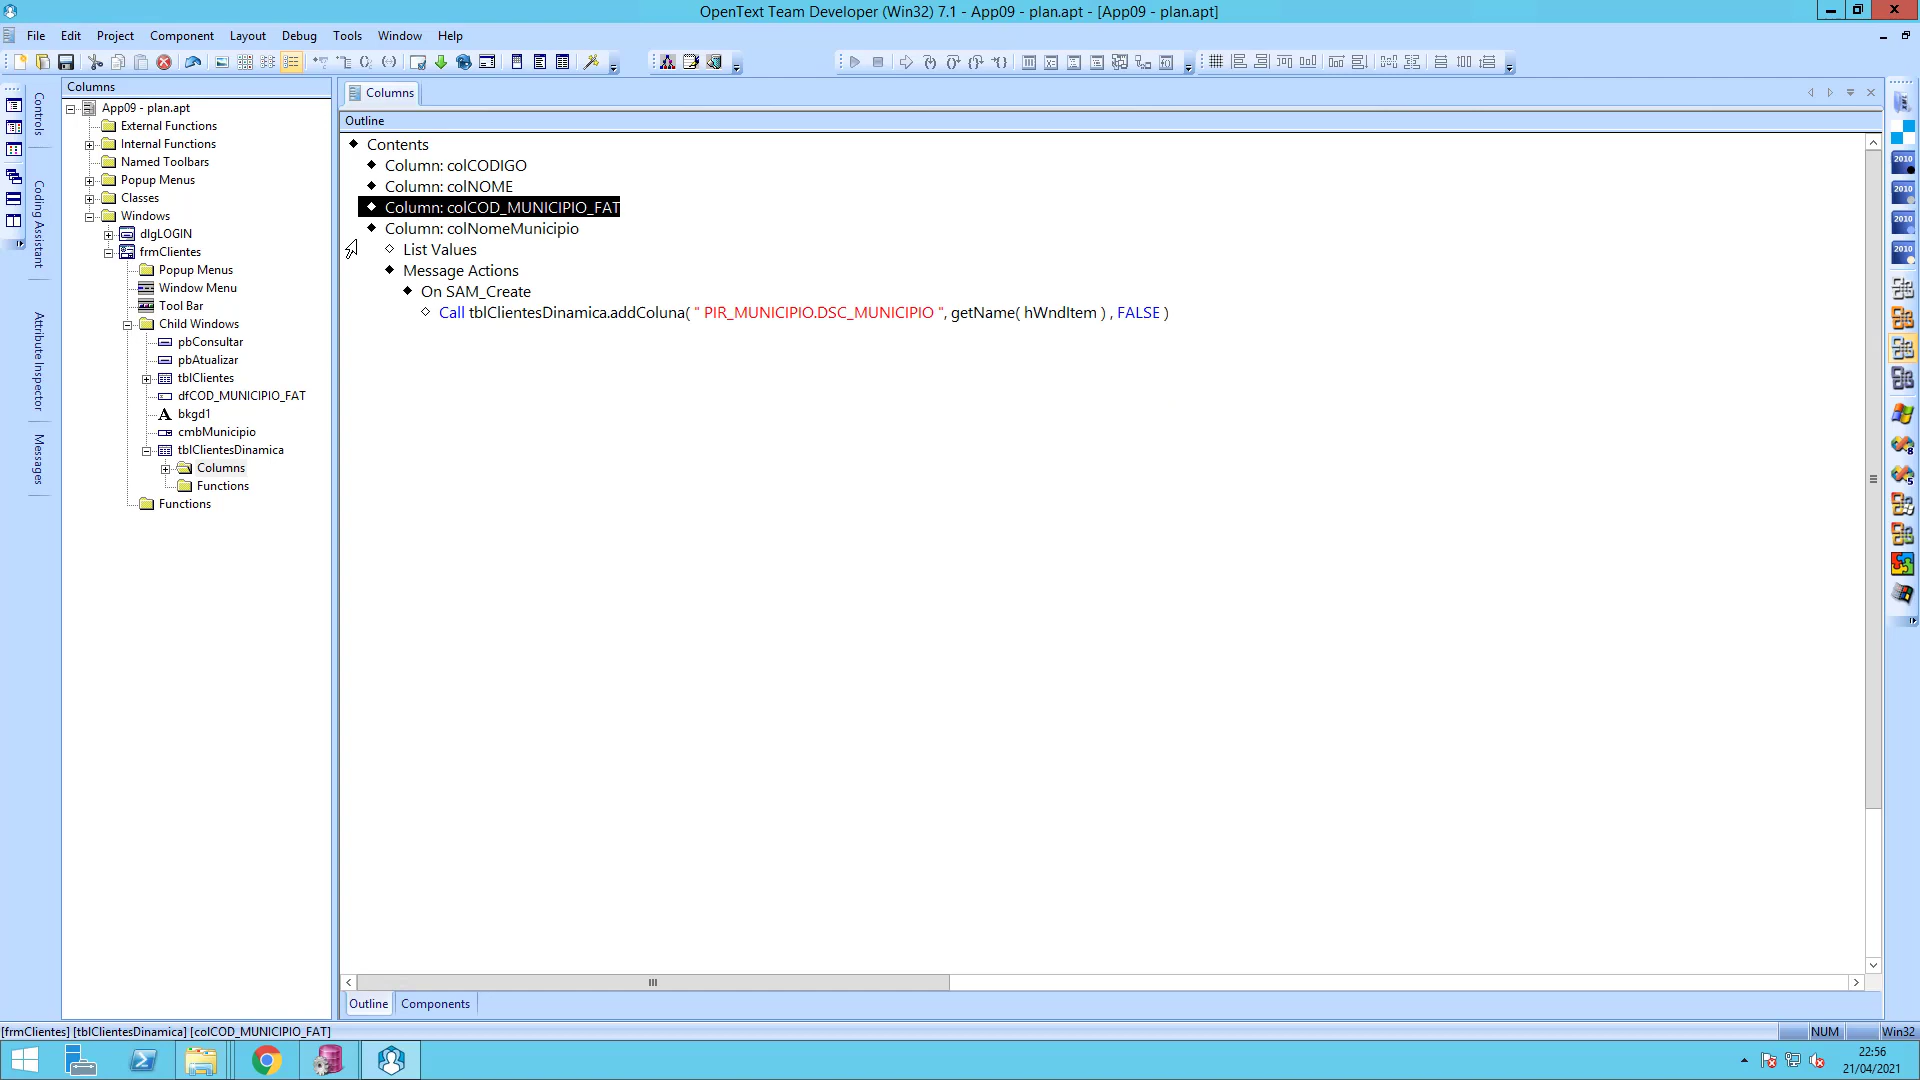 OpenText Team Developer (Win32) 7.1 - App09 - plan.apt - [App09 - plan.apt]
File Edit Project Component Layout Debug Tools Window Help
Columns
Columns
Outline
Controls
Coding Assistant
Attribute Inspector
Messages
App09 - plan.apt
External Functions
Internal Functions
Named Toolbars
Popup Menus
Classes
Windows
dlgLOGIN
frmClientes
Popup Menus
Window Menu
Tool Bar
Child Windows
pbConsultar
pbAtualizar
tblClientes
dfCOD_MUNICIPIO_FAT
bkgd1
cmbMunicipio
tblClientesDinamica
Columns
Functions
Functions
Contents
Column: colCODIGO
Column: colNOME
Column: colCOD_MUNICIPIO_FAT
Column: colNomeMunicipio
List Values
Message Actions
On SAM_Create
Call tblClientesDinamica.addColuna( " PIR_MUNICIPIO.DSC_MUNICIPIO ", getName( hWndItem ) , FALSE )
2010
2010
2010
2010
Outline Components
[frmClientes] [tblClientesDinamica] [colCOD_MUNICIPIO_FAT]
NUM
Win32
22:56
21/04/2021